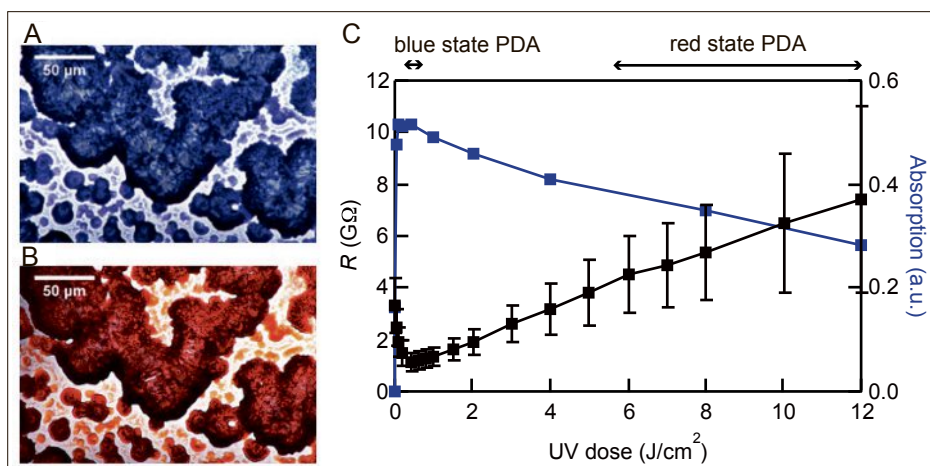 A
50 µm
B
50 µm
C
blue state PDA
red state PDA
12
10
8
6
4
2
0
R (GΩ)
0.6
0.4
0.2
0.0
Absorption (a.u.)
0
2
4
6
8
10
12
UV dose (J/cm²)